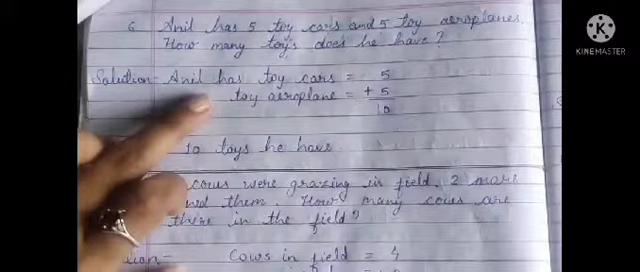 6 Anil has 5 toy cars and 5 toy aeroplanes.
How many toys does he have?
Solution- Anil has toy cars = 5
toy aeroplane = + 5
10
10 toys he have
cows were grazing in field. 2 more
them. How many cows are
there in the field?
Cows in field = 4
KINEMASTER